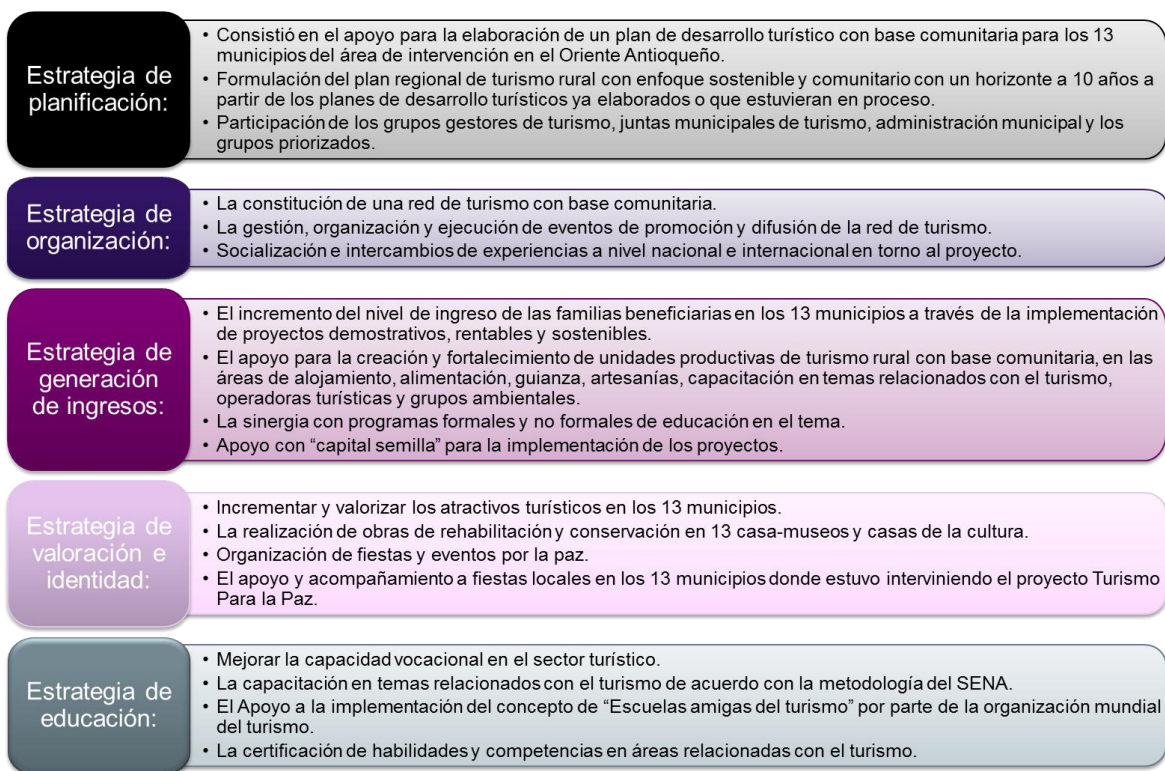 Estrategia de
planificación:
• Consistió en el apoyo para la elaboración de un plan de desarrollo turístico con base comunitaria para los 13
municipios del área de intervención en el Oriente Antioqueño.
• Formulación del plan regional de turismo rural con enfoque sostenible y comunitario con un horizonte a 10 años a
partir de los planes de desarrollo turísticos ya elaborados o que estuvieran en proceso.
• Participación de los grupos gestores de turismo, juntas municipales de turismo, administración municipal y los
grupos priorizados.
Estrategia de
organización:
• La constitución de una red de turismo con base comunitaria.
• La gestión, organización y ejecución de eventos de promoción y difusión de la red de turismo.
• Socialización e intercambios de experiencias a nivel nacional e internacional en torno al proyecto.
Estrategia de
generación
de ingresos:
• El incremento del nivel de ingreso de las familias beneficiarias en los 13 municipios a través de la implementación
de proyectos demostrativos, rentables y sostenibles.
• El apoyo para la creación y fortalecimiento de unidades productivas de turismo rural con base comunitaria, en las
áreas de alojamiento, alimentación, guianza, artesanías, capacitación en temas relacionados con el turismo,
operadoras turísticas y grupos ambientales.
• La sinergia con programas formales y no formales de educación en el tema.
• Apoyo con “capital semilla” para la implementación de los proyectos.
Estrategia de
valoración e
identidad:
• Incrementar y valorizar los atractivos turísticos en los 13 municipios.
• La realización de obras de rehabilitación y conservación en 13 casa-museos y casas de la cultura.
• Organización de fiestas y eventos por la paz.
• El apoyo y acompañamiento a fiestas locales en los 13 municipios donde estuvo interviniendo el proyecto Turismo
Para la Paz.
Estrategia de
educación:
• Mejorar la capacidad vocacional en el sector turístico.
• La capacitación en temas relacionados con el turismo de acuerdo con la metodología del SENA.
• El Apoyo a la implementación del concepto de “Escuelas amigas del turismo” por parte de la organización mundial
del turismo.
• La certificación de habilidades y competencias en áreas relacionadas con el turismo.